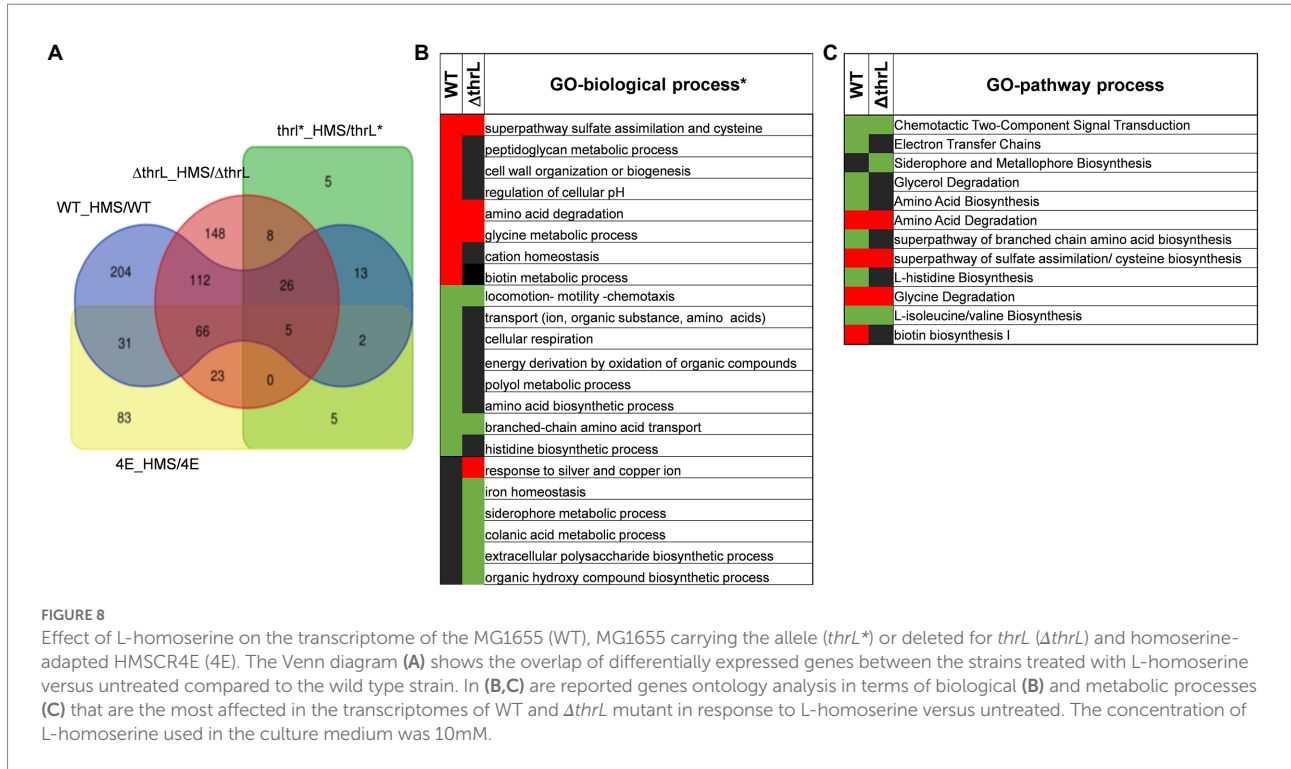 A
thrl*_HMS/thrL*
ΔthrL_HMS/ΔthrL
WT_HMS/WT
5
148
8
204
112
26
13
31
66
5
2
23
0
83
5
4E_HMS/4E
B
WT
ΔthrL
GO-biological process*
superpathway sulfate assimilation and cysteine
peptidoglycan metabolic process
cell wall organization or biogenesis
regulation of cellular pH
amino acid degradation
glycine metabolic process
cation homeostasis
biotin metabolic process
locomotion- motility -chemotaxis
transport (ion, organic substance, amino acids)
cellular respiration
energy derivation by oxidation of organic compounds
polyol metabolic process
amino acid biosynthetic process
branched-chain amino acid transport
histidine biosynthetic process
response to silver and copper ion
iron homeostasis
siderophore metabolic process
colanic acid metabolic process
extracellular polysaccharide biosynthetic process
organic hydroxy compound biosynthetic process
C
WT
ΔthrL
GO-pathway process
Chemotactic Two-Component Signal Transduction
Electron Transfer Chains
Siderophore and Metallophore Biosynthesis
Glycerol Degradation
Amino Acid Biosynthesis
Amino Acid Degradation
superpathway of branched chain amino acid biosynthesis
superpathway of sulfate assimilation/ cysteine biosynthesis
L-histidine Biosynthesis
Glycine Degradation
L-isoleucine/valine Biosynthesis
biotin biosynthesis I
FIGURE 8
Effect of L-homoserine on the transcriptome of the MG1655 (WT), MG1655 carrying the allele (thrL*) or deleted for thrL (ΔthrL) and homoserine-
adapted HMSCR4E (4E). The Venn diagram (A) shows the overlap of differentially expressed genes between the strains treated with L-homoserine
versus untreated compared to the wild type strain. In (B,C) are reported genes ontology analysis in terms of biological (B) and metabolic processes
(C) that are the most affected in the transcriptomes of WT and ΔthrL mutant in response to L-homoserine versus untreated. The concentration of
L-homoserine used in the culture medium was 10mM.